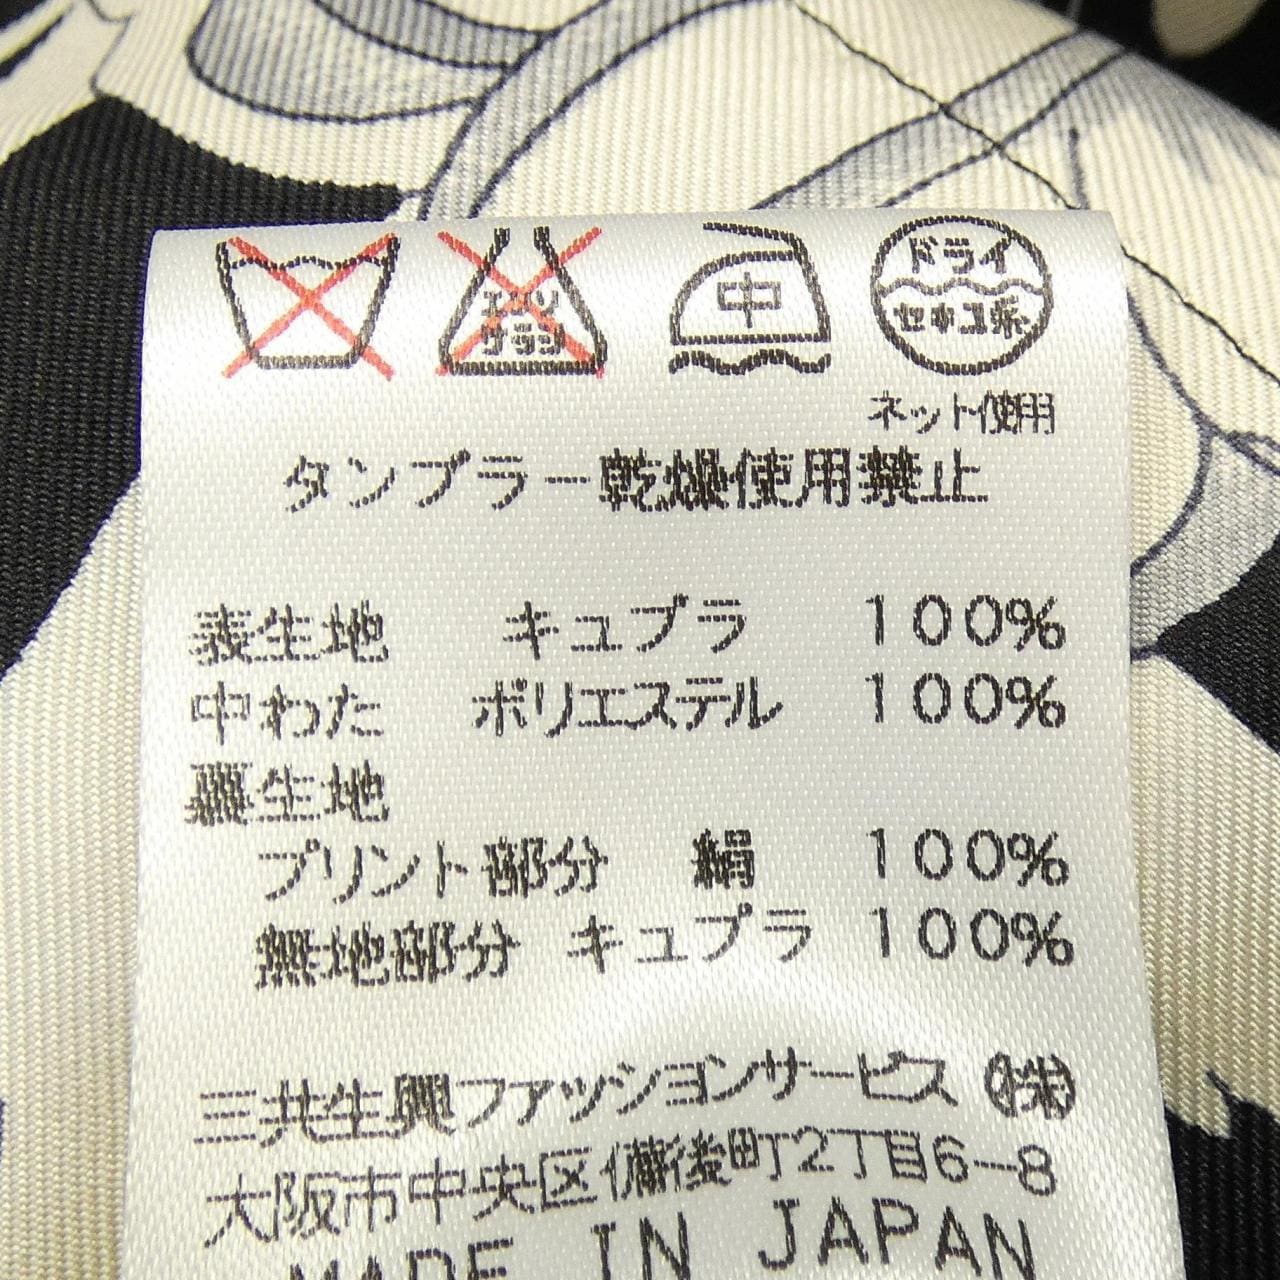 エンソ サラシ 中 ドライ セキユ系
ネット使用
タンブラー乾燥使用禁止
表生地 キュプラ 100%
中わた ポリエステル 100%
裏生地
プリント部分 絹 100%
無地部分 キュプラ 100%
三共生興ファッションサービス㈱
大阪市中央区備後町2丁目6-8
MADE IN JAPAN